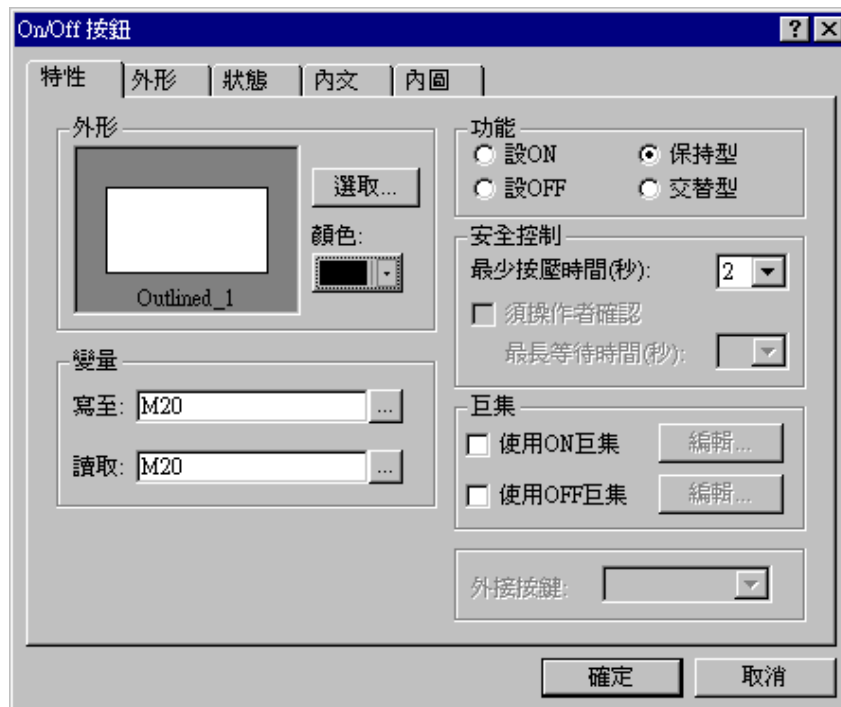 On/Off 按鈕
特性 外形 狀態 內文 內圖
外形
選取...
顏色:
Outlined_1
變量
寫至: M20 ...
讀取: M20 ...
功能
設ON 保持型
設OFF 交替型
安全控制
最少按壓時間(秒): 2
須操作者確認
最長等待時間(秒):
巨集
使用ON巨集 編輯...
使用OFF巨集 編輯...
外接按鍵:
確定 取消